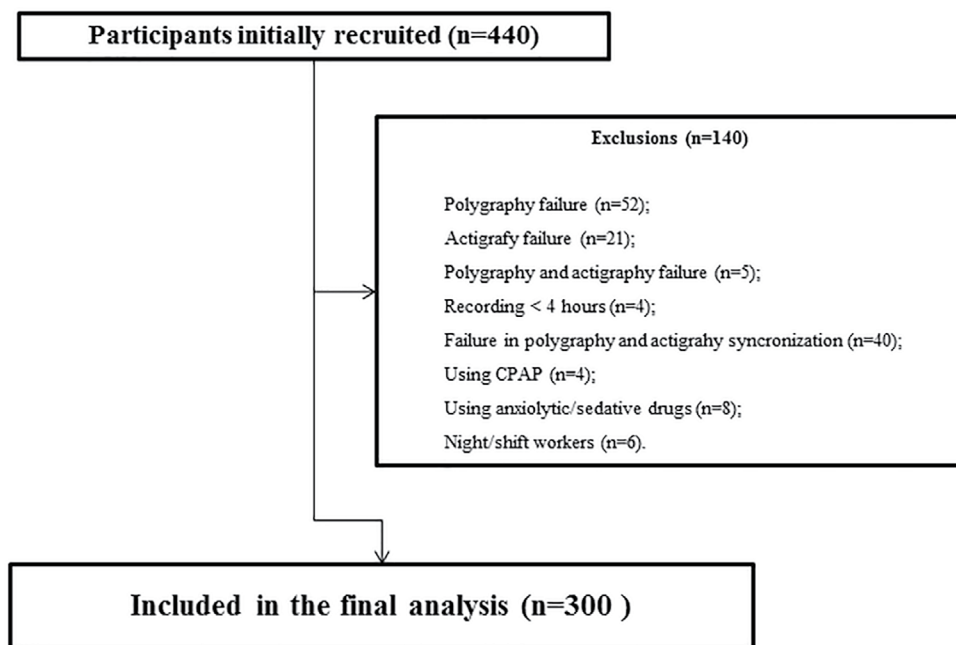 Participants initially recruited (n=440)
Exclusions (n=140)
Polygraphy failure (n=52);
Actigrafy failure (n=21);
Polygraphy and actigraphy failure (n=5);
Recording < 4 hours (n=4);
Failure in polygraphy and actigrahy syncronization (n=40);
Using CPAP (n=4);
Using anxiolytic/sedative drugs (n=8);
Night/shift workers (n=6).
Included in the final analysis (n=300 )